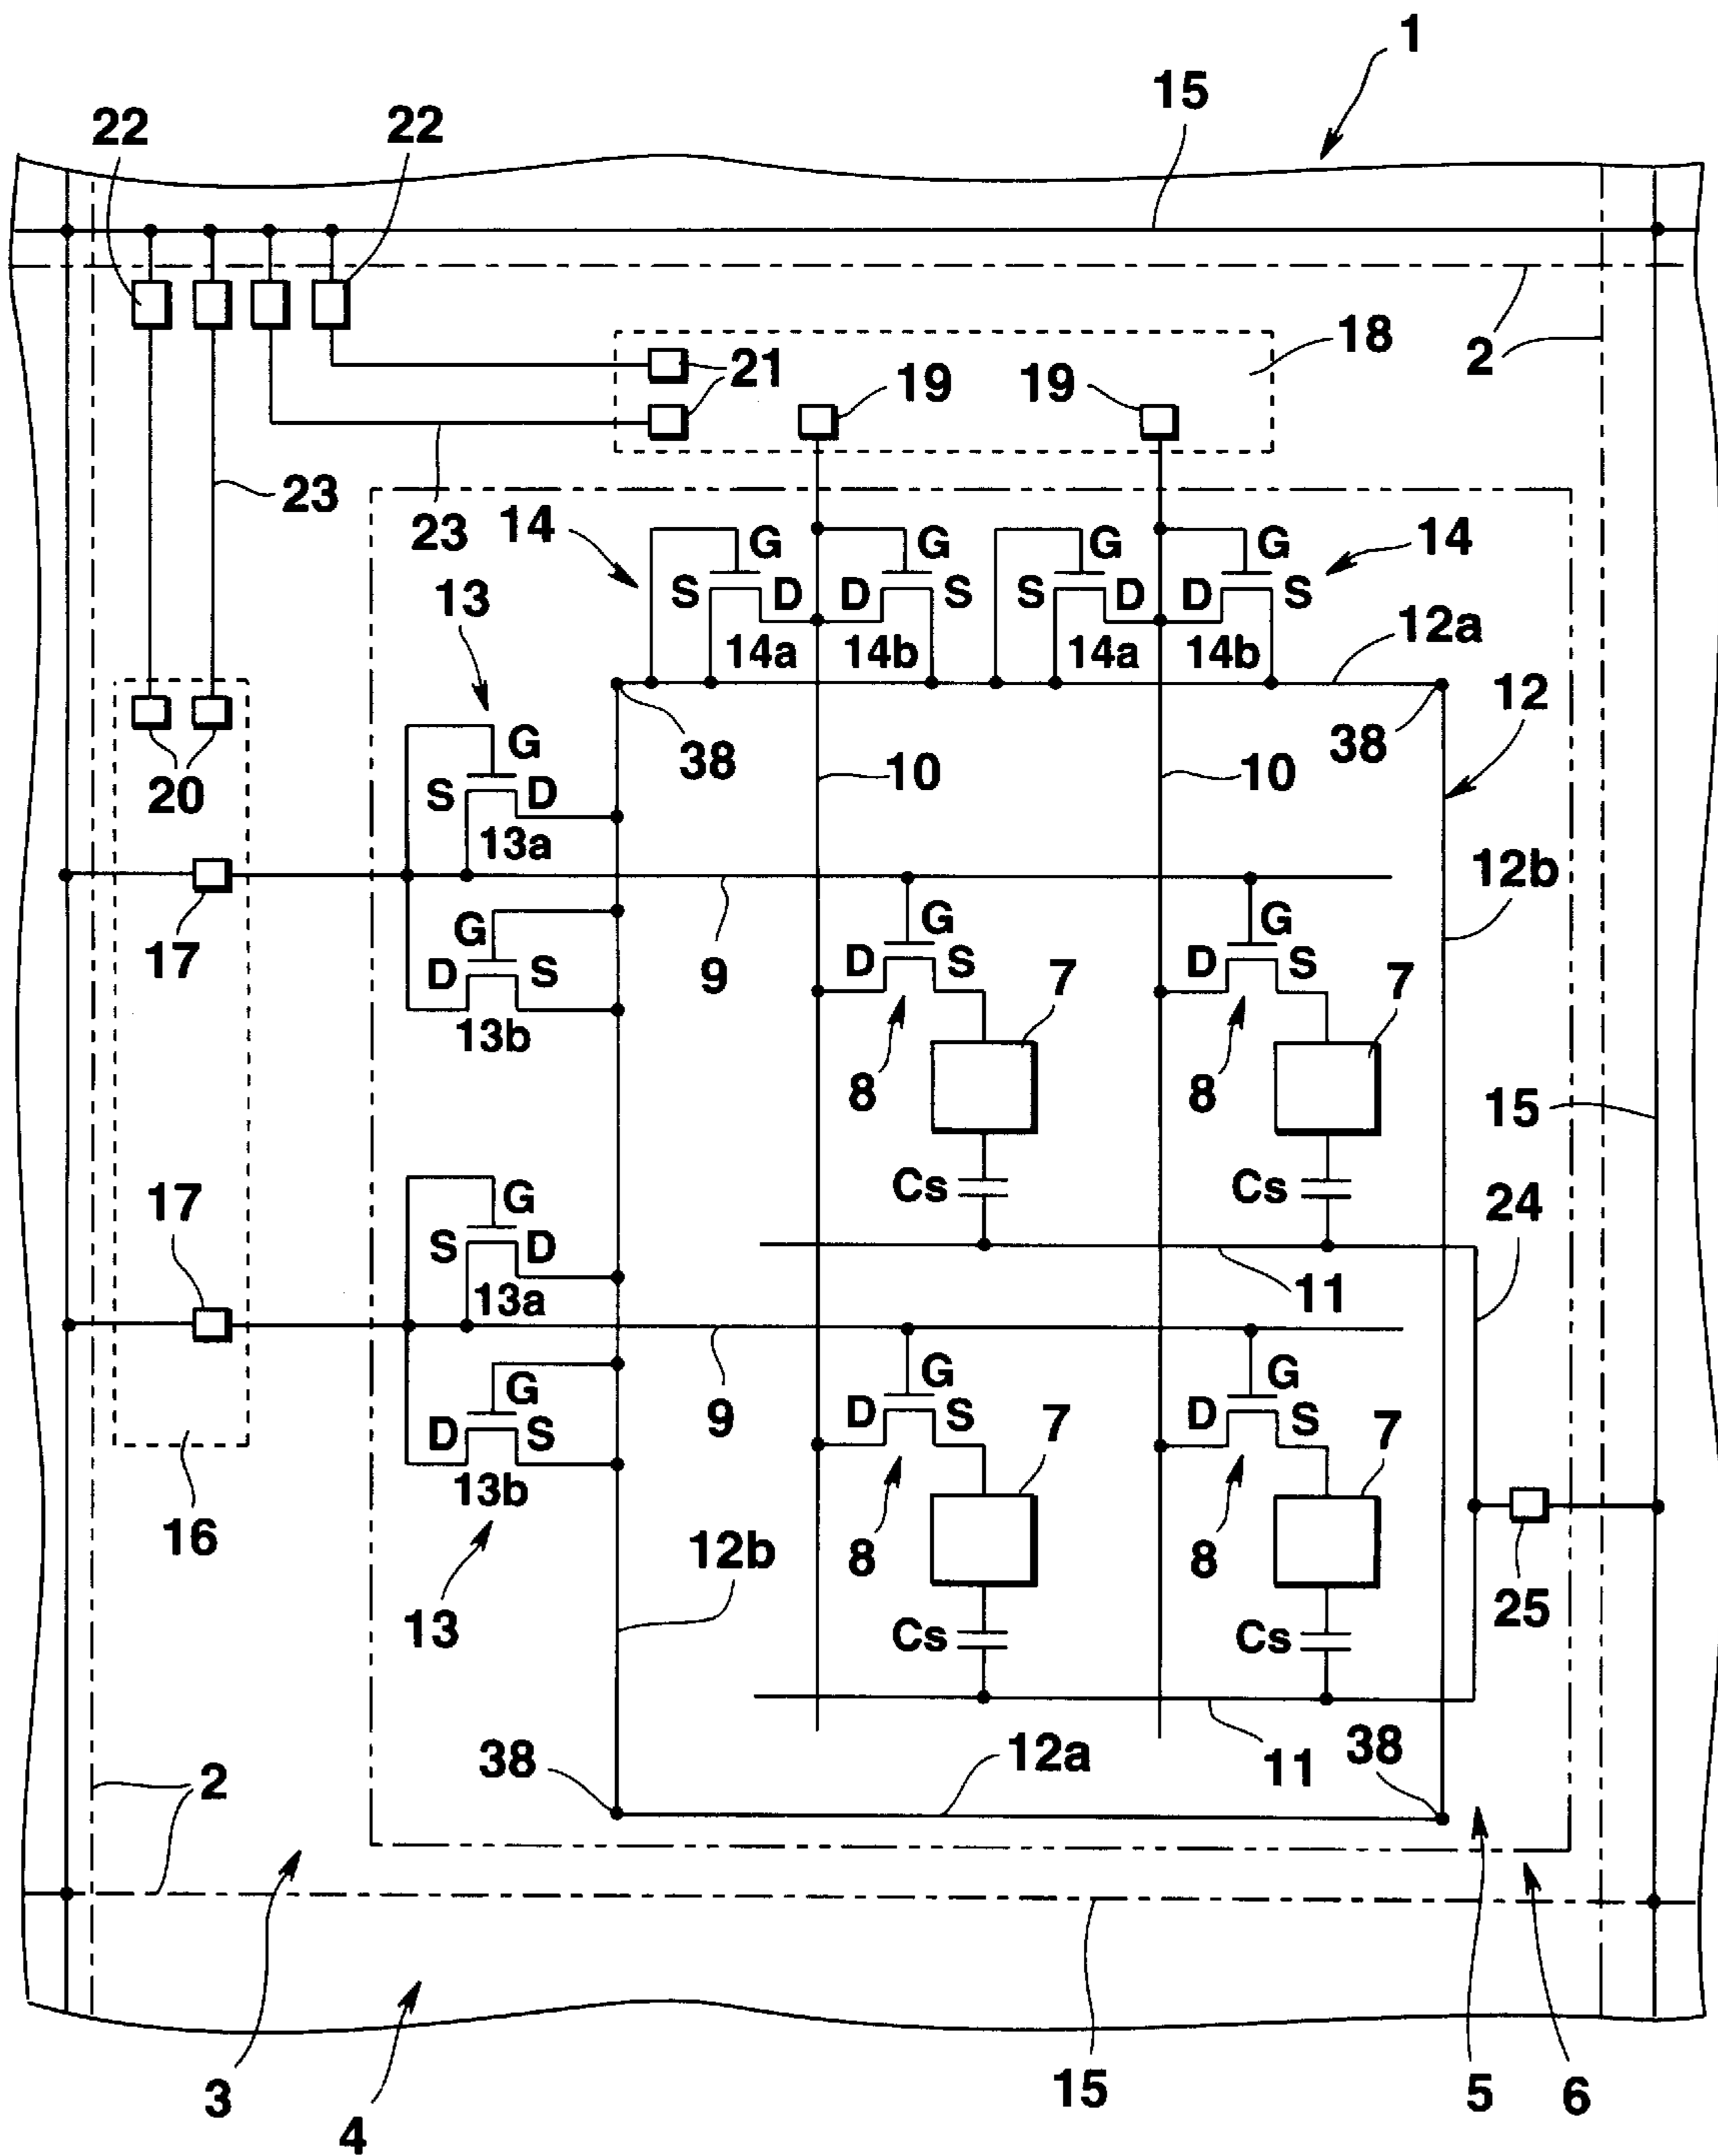 1
15
22 22
2
18
21 19 19
23
23 14 G G G G 14
S D D S S D D S
13
14a 14b 14a 14b 12a
38 38 12
G
S D
10 10
20
13a
12b
17
G
D S
9
G G
D S D S
7 7
13b
8 8
15
17
G
S D
Cs Cs
24
13a
11
G
D S
9
G G
D S D S
7 7
13b
16
12b
8 8
25
13
Cs Cs
38 12a 11 38
2
3 4 15 5 6